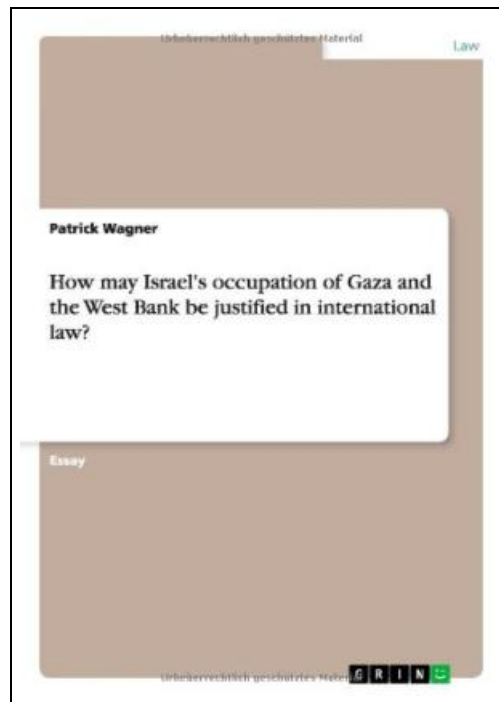 Urheberrechtlich geschütztes Material
Law
Patrick Wagner
How may Israel's occupation of Gaza and
the West Bank be justified in international
law?
Essay
Urheberrechtlich geschütztes Mater
GRIN